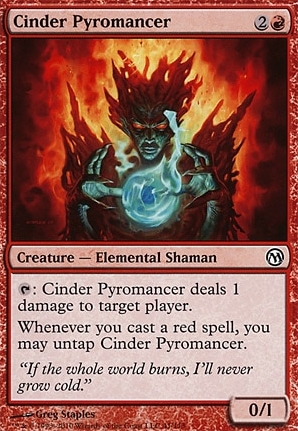 Cinder Pyromancer 2
Creature — Elemental Shaman
: Cinder Pyromancer deals 1
damage to target player.
Whenever you cast a red spell, you
may untap Cinder Pyromancer.
"If the whole world burns, I'll never
grow cold."
Greg Staples
0/1